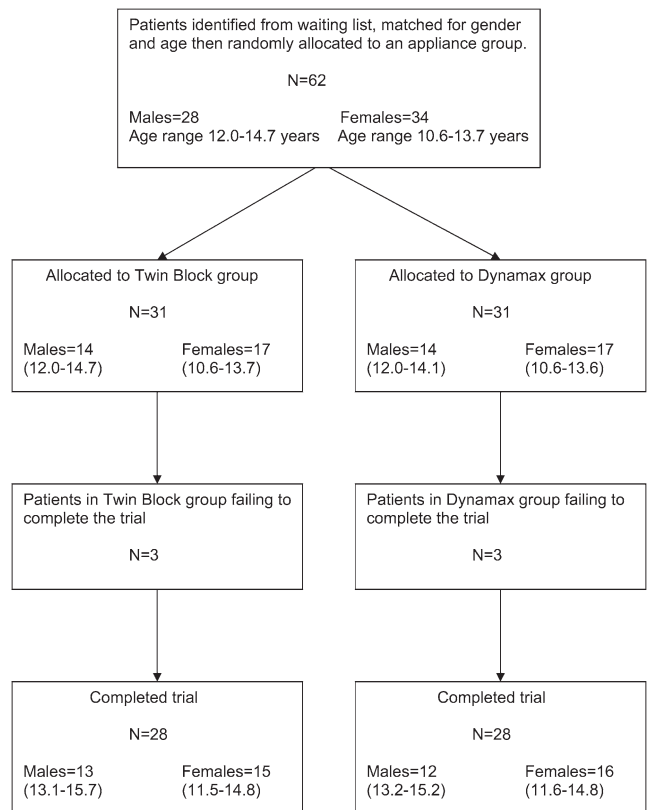 Patients identified from waiting list, matched for gender
and age then randomly allocated to an appliance group.
N=62
Males=28 Females=34
Age range 12.0-14.7 years Age range 10.6-13.7 years
Allocated to Twin Block group
N=31
Males=14 Females=17
(12.0-14.7) (10.6-13.7)
Allocated to Dynamax group
N=31
Males=14 Females=17
(12.0-14.1) (10.6-13.6)
Patients in Twin Block group failing to
complete the trial
N=3
Patients in Dynamax group failing to
complete the trial
N=3
Completed trial
N=28
Males=13 Females=15
(13.1-15.7) (11.5-14.8)
Completed trial
N=28
Males=12 Females=16
(13.2-15.2) (11.6-14.8)